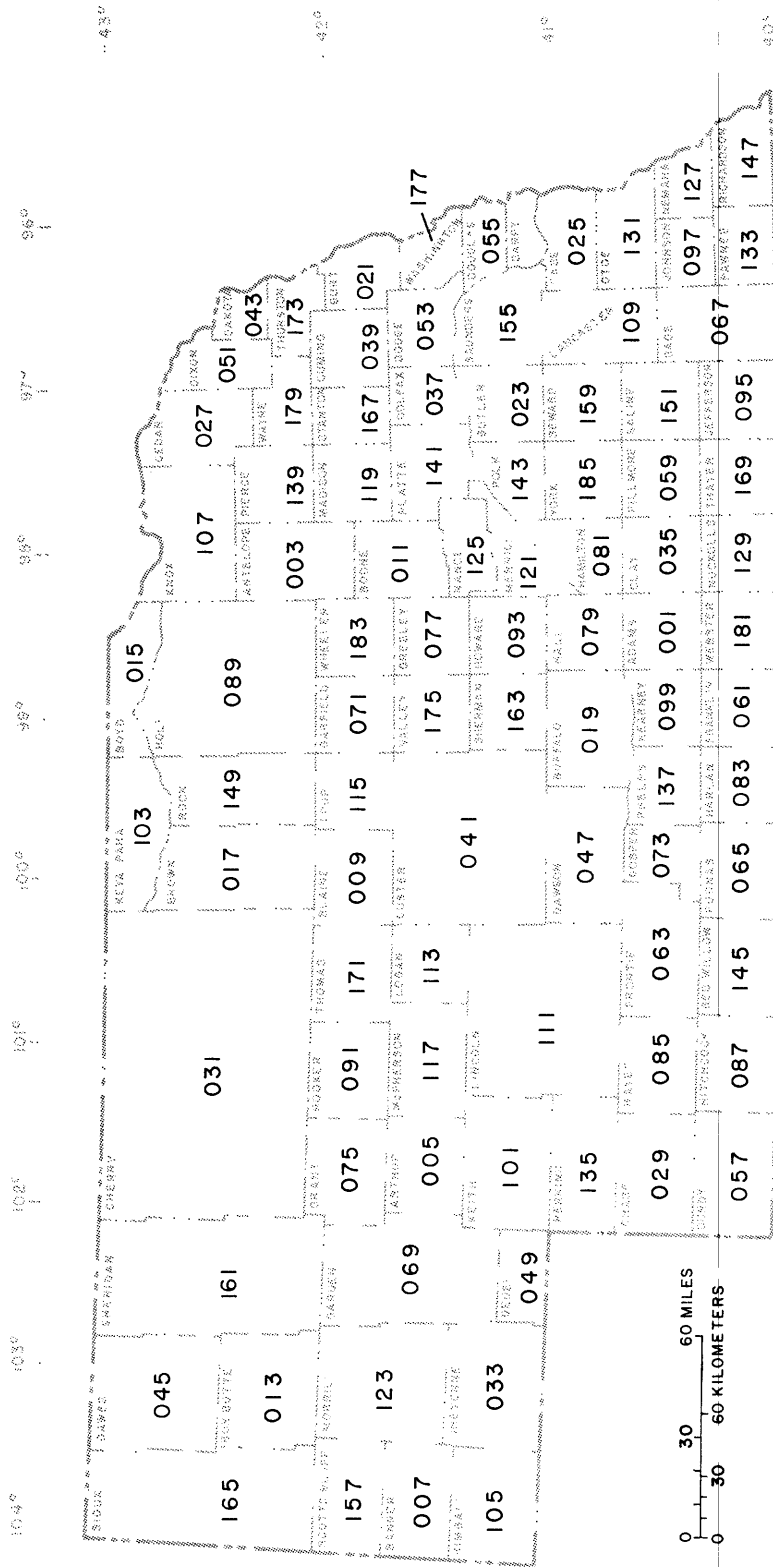 104° 103° 102° 101° 100° 99° 98° 97° 96°
43°
42°
41°
40°
SIOUX
165
DAWES
045
BOX BUTTE
013
SHERIDAN
161
CHERRY
031
KEYA PAHA
103
BROWN
017
ROCK
149
BOYD
015
HOLT
089
KNOX
107
ANTELOPE
003
CEDAR
027
PIERCE
139
DIXON
051
DAKOTA
043
WAYNE
179
THURSTON
173
SCOTTS BLUFF
157
BANNER
007
KIMBALL
105
MORRILL
123
CHEYENNE
033
GARDEN
069
DEUEL
049
GRANT
075
HOOKER
091
THOMAS
171
BLAINE
009
LOUP
115
GARFIELD
071
WHEELER
183
BOONE
011
MADISON
119
STANTON
167
CUMING
039
BURT
021
ARTHUR
005
McPHERSON
117
LOGAN
113
CUSTER
041
VALLEY
175
GREELEY
077
NANCE
125
PLATTE
141
COLFAX
037
DODGE
053
WASHINGTON
177
KEITH
101
LINCOLN
111
SHERMAN
163
HOWARD
093
MERRICK
121
POLK
143
BUTLER
023
SAUNDERS
155
DOUGLAS
055
SARPY
PERKINS
135
DAWSON
047
BUFFALO
019
HALL
079
HAMILTON
081
YORK
185
SEWARD
159
LANCASTER
109
CASS
025
OTOE
131
CHASE
029
HAYES
085
FRONTIER
063
GOSPER
073
PHELPS
137
KEARNEY
099
ADAMS
001
CLAY
035
FILLMORE
059
SALINE
151
GAGE
067
JOHNSON
097
NEMAHA
127
DUNDY
057
HITCHCOCK
087
RED WILLOW
145
FURNAS
065
HARLAN
083
FRANKLIN
061
WEBSTER
181
NUCKOLLS
129
THAYER
169
JEFFERSON
095
PAWNEE
133
RICHARDSON
147
0 30 60 MILES
0 30 60 KILOMETERS